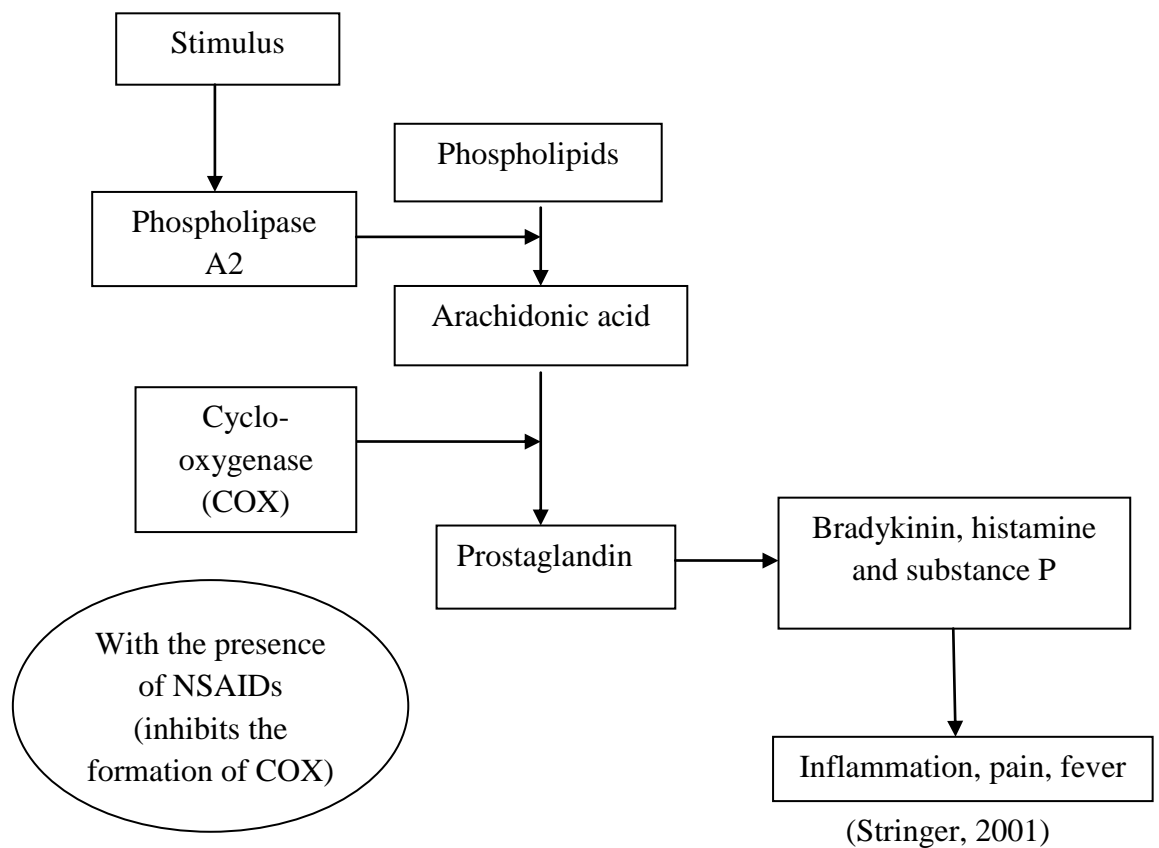 Stimulus
Phospholipids
Phospholipase
A2
Arachidonic acid
Cyclo-
oxygenase
(COX)
Prostaglandin
Bradykinin, histamine
and substance P
With the presence
of NSAIDs
(inhibits the
formation of COX)
Inflammation, pain, fever
(Stringer, 2001)